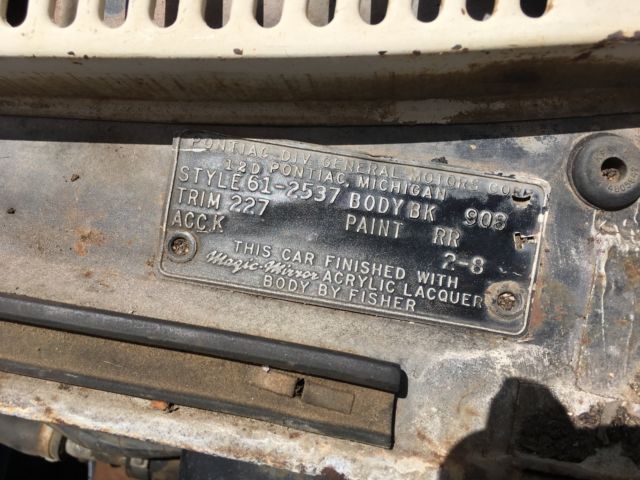 PONTIAC DIV. GENERAL MOTORS CORP.
12D PONTIAC, MICHIGAN
STYLE 61-2537 BODY BK 908
TRIM 227 PAINT RR
ACC.K 2-8
THIS CAR FINISHED WITH
Magic-Mirror ACRYLIC LACQUER
BODY BY FISHER